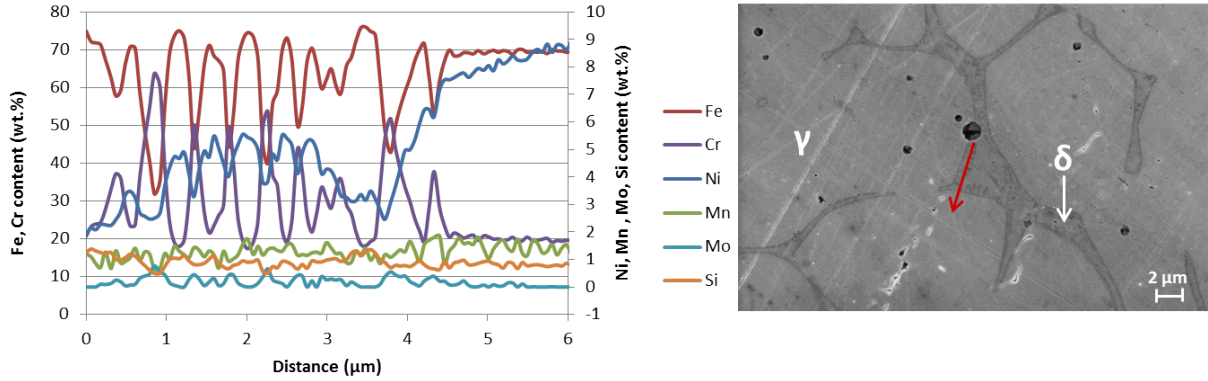 Fe, Cr content (wt.%)
80
70
60
50
40
30
20
10
0
0 1 2 3 4 5 6
Distance (µm)
10
9
8
7
6
5
4
3
2
1
0
-1
Ni, Mn , Mo, Si content (wt.%)
Fe
Cr
Ni
Mn
Mo
Si
γ
δ
2 µm